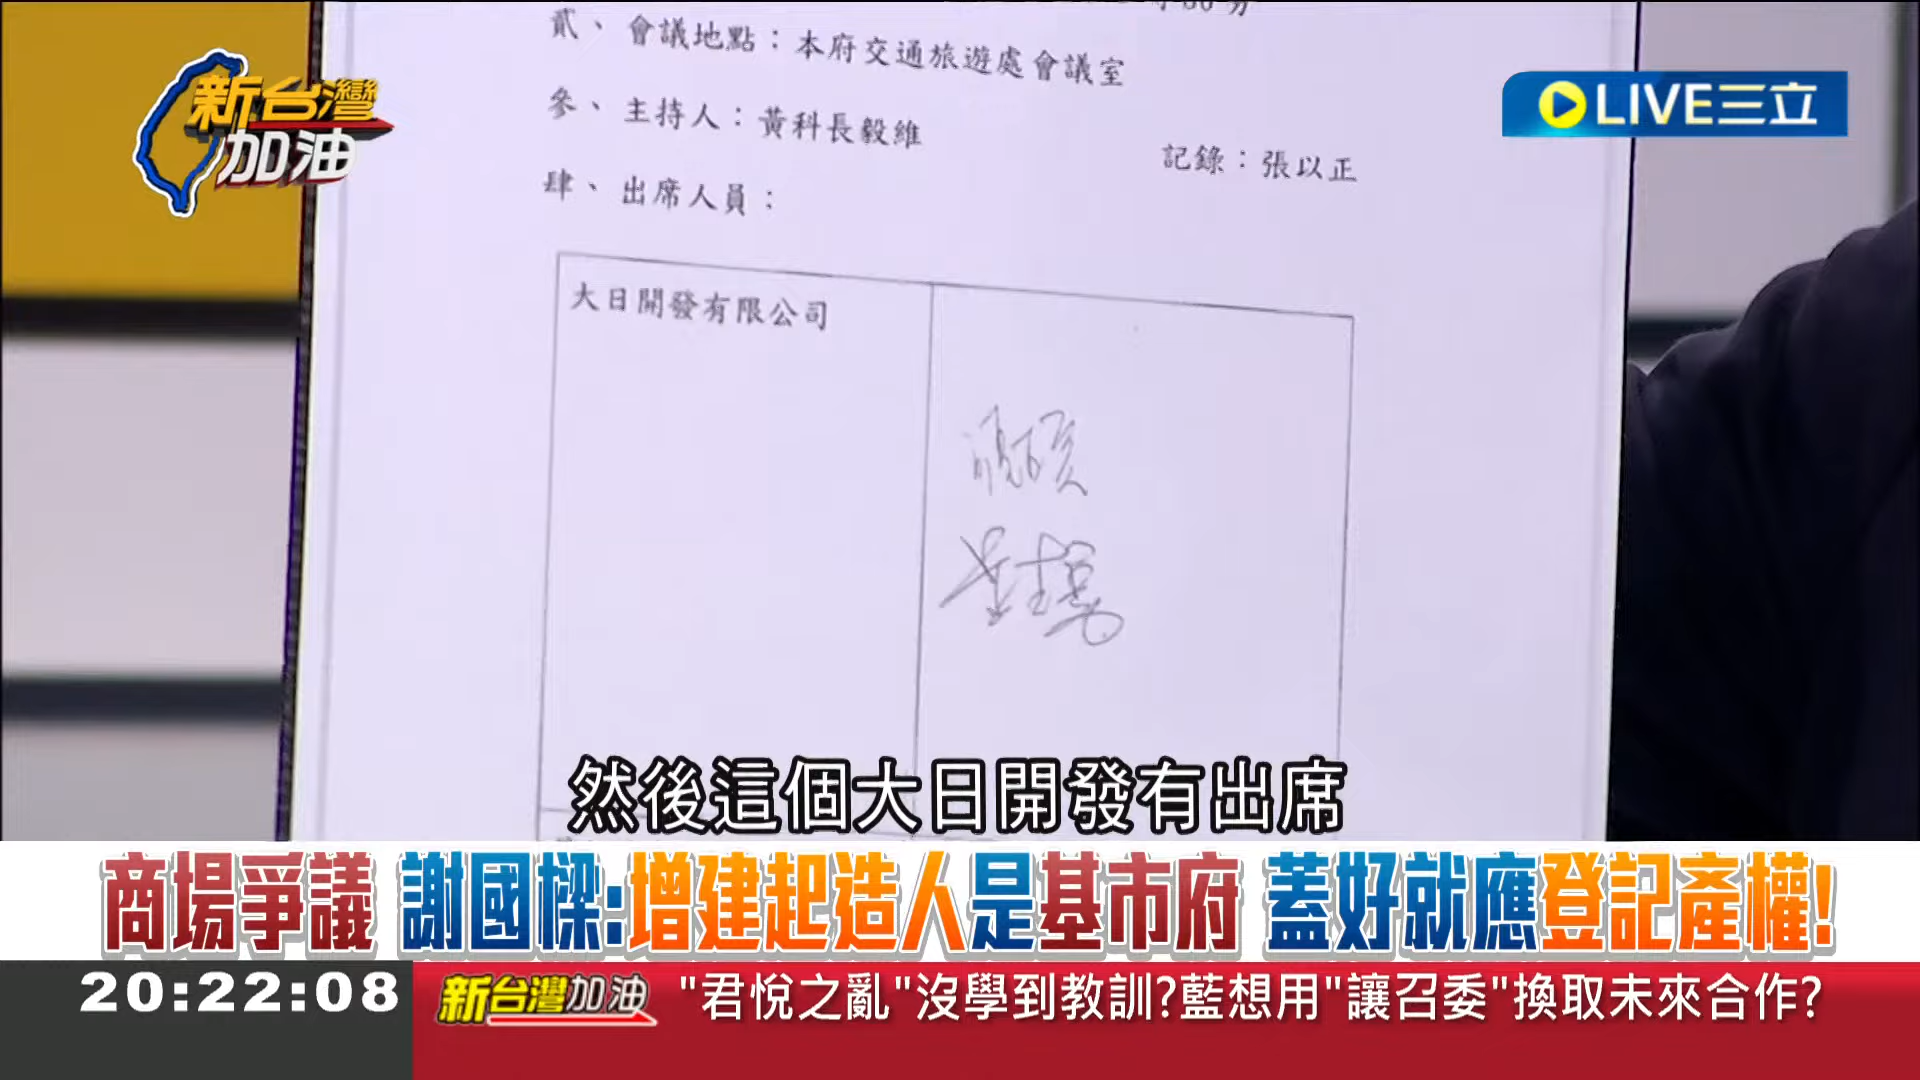 貳、會議地點：本府交通旅遊處會議室
參、主持人：黃科長毅維
記錄：張以正
肆、出席人員：
大日開發有限公司
新台灣
加油
LIVE三立
然後這個大日開發有出席
商場爭議 謝國樑:增建起造人是基市府 蓋好就應登記產權!
20:22:08
新台灣加油
"君悅之亂"沒學到教訓?藍想用"讓召委"換取未來合作?